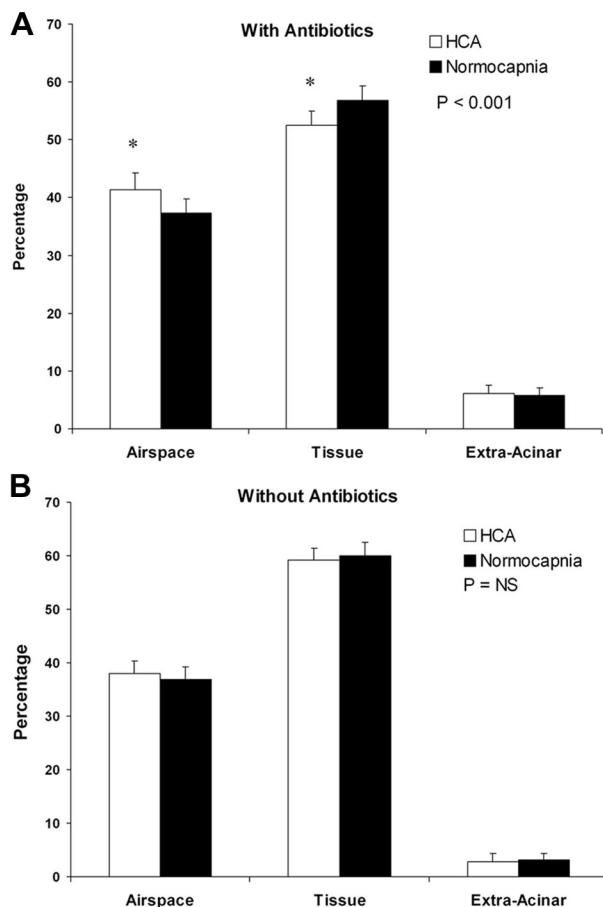 A
With Antibiotics
HCA
Normocapnia
P < 0.001
*
*
Percentage
70
60
50
40
30
20
10
0
Airspace
Tissue
Extra-Acinar
B
Without Antibiotics
HCA
Normocapnia
P = NS
Percentage
70
60
50
40
30
20
10
0
Airspace
Tissue
Extra-Acinar